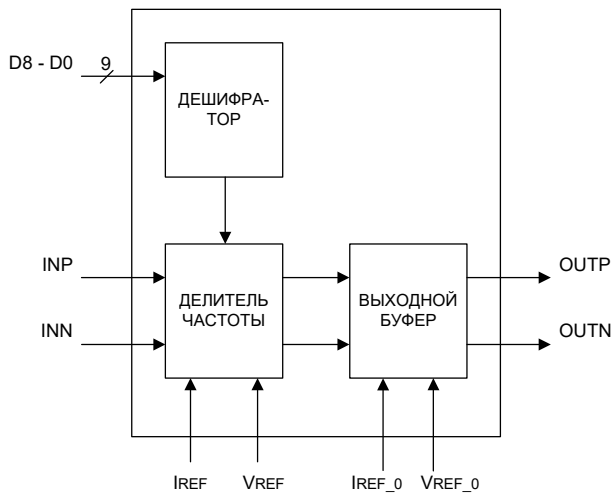 D8 - D0
9
ДЕШИФРА-
ТОР
INP
INN
ДЕЛИТЕЛЬ
ЧАСТОТЫ
ВЫХОДНОЙ
БУФЕР
OUTP
OUTN
IREF
VREF
IREF_0
VREF_0